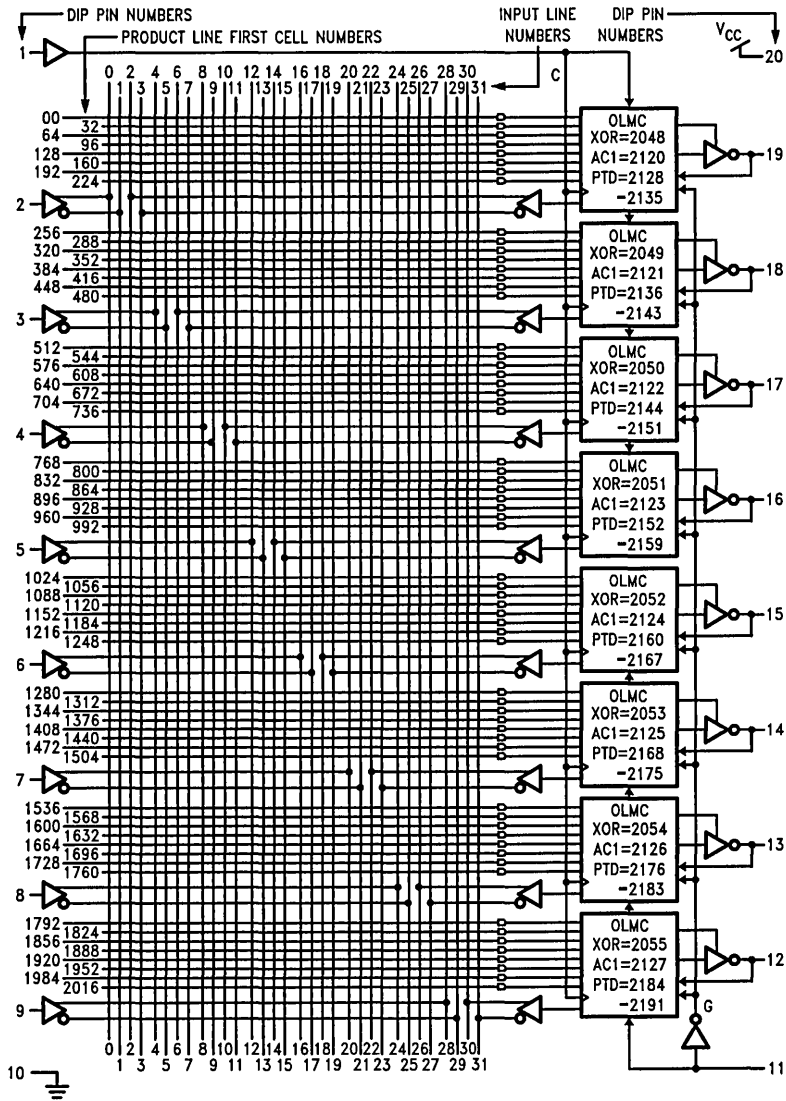 DIP PIN NUMBERS
PRODUCT LINE FIRST CELL NUMBERS
INPUT LINE
NUMBERS
DIP PIN
NUMBERS
VCC
20
1
C
0 2 4 6 8 10 12 14 16 18 20 22 24 26 28 30
1 3 5 7 9 11 13 15 17 19 21 23 25 27 29 31
00
32
64
96
128
160
192
224
OLMC
XOR=2048
AC1=2120
PTD=2128
-2135
19
2
256
288
320
352
384
416
448
480
OLMC
XOR=2049
AC1=2121
PTD=2136
-2143
18
3
512
544
576
608
640
672
704
736
OLMC
XOR=2050
AC1=2122
PTD=2144
-2151
17
4
768
800
832
864
896
928
960
992
OLMC
XOR=2051
AC1=2123
PTD=2152
-2159
16
5
1024
1056
1088
1120
1152
1184
1216
1248
OLMC
XOR=2052
AC1=2124
PTD=2160
-2167
15
6
1280
1312
1344
1376
1408
1440
1472
1504
OLMC
XOR=2053
AC1=2125
PTD=2168
-2175
14
7
1536
1568
1600
1632
1664
1696
1728
1760
OLMC
XOR=2054
AC1=2126
PTD=2176
-2183
13
8
1792
1824
1856
1888
1920
1952
1984
2016
OLMC
XOR=2055
AC1=2127
PTD=2184
-2191
12
9
G
0 2 4 6 8 10 12 14 16 18 20 22 24 26 28 30
1 3 5 7 9 11 13 15 17 19 21 23 25 27 29 31
10
11